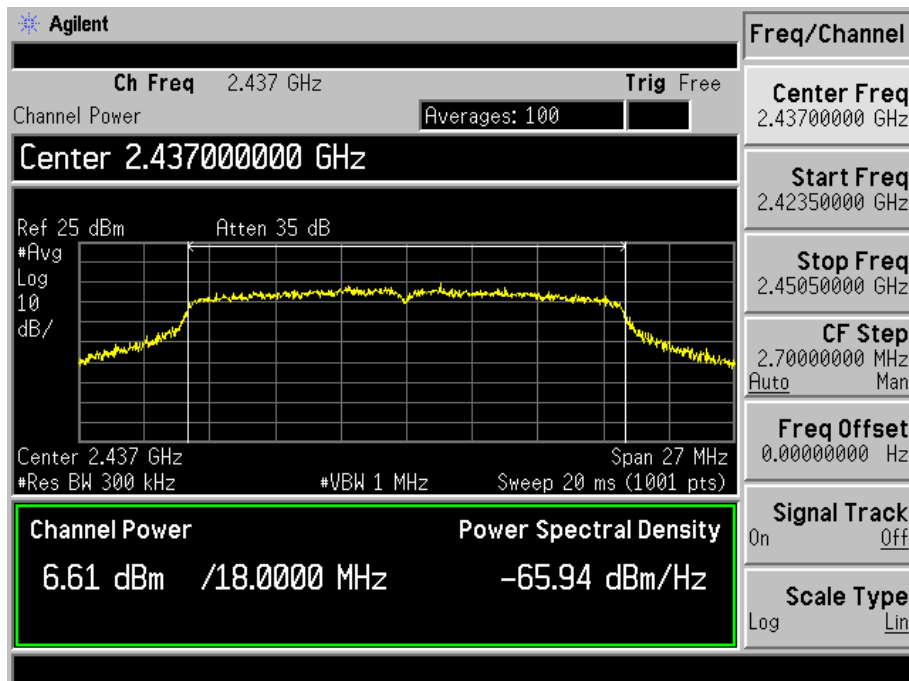 Agilent
Freq/Channel
Ch Freq 2.437 GHz Trig Free
Channel Power Averages: 100
Center 2.437000000 GHz
Ref 25 dBm Atten 35 dB
#Avg
Log
10
dB/
Center 2.437 GHz Span 27 MHz
#Res BW 300 kHz #VBW 1 MHz Sweep 20 ms (1001 pts)
Channel Power Power Spectral Density
6.61 dBm /18.0000 MHz -65.94 dBm/Hz
Center Freq
2.43700000 GHz
Start Freq
2.42350000 GHz
Stop Freq
2.45050000 GHz
CF Step
2.70000000 MHz
Auto Man
Freq Offset
0.00000000 Hz
Signal Track
On Off
Scale Type
Log Lin